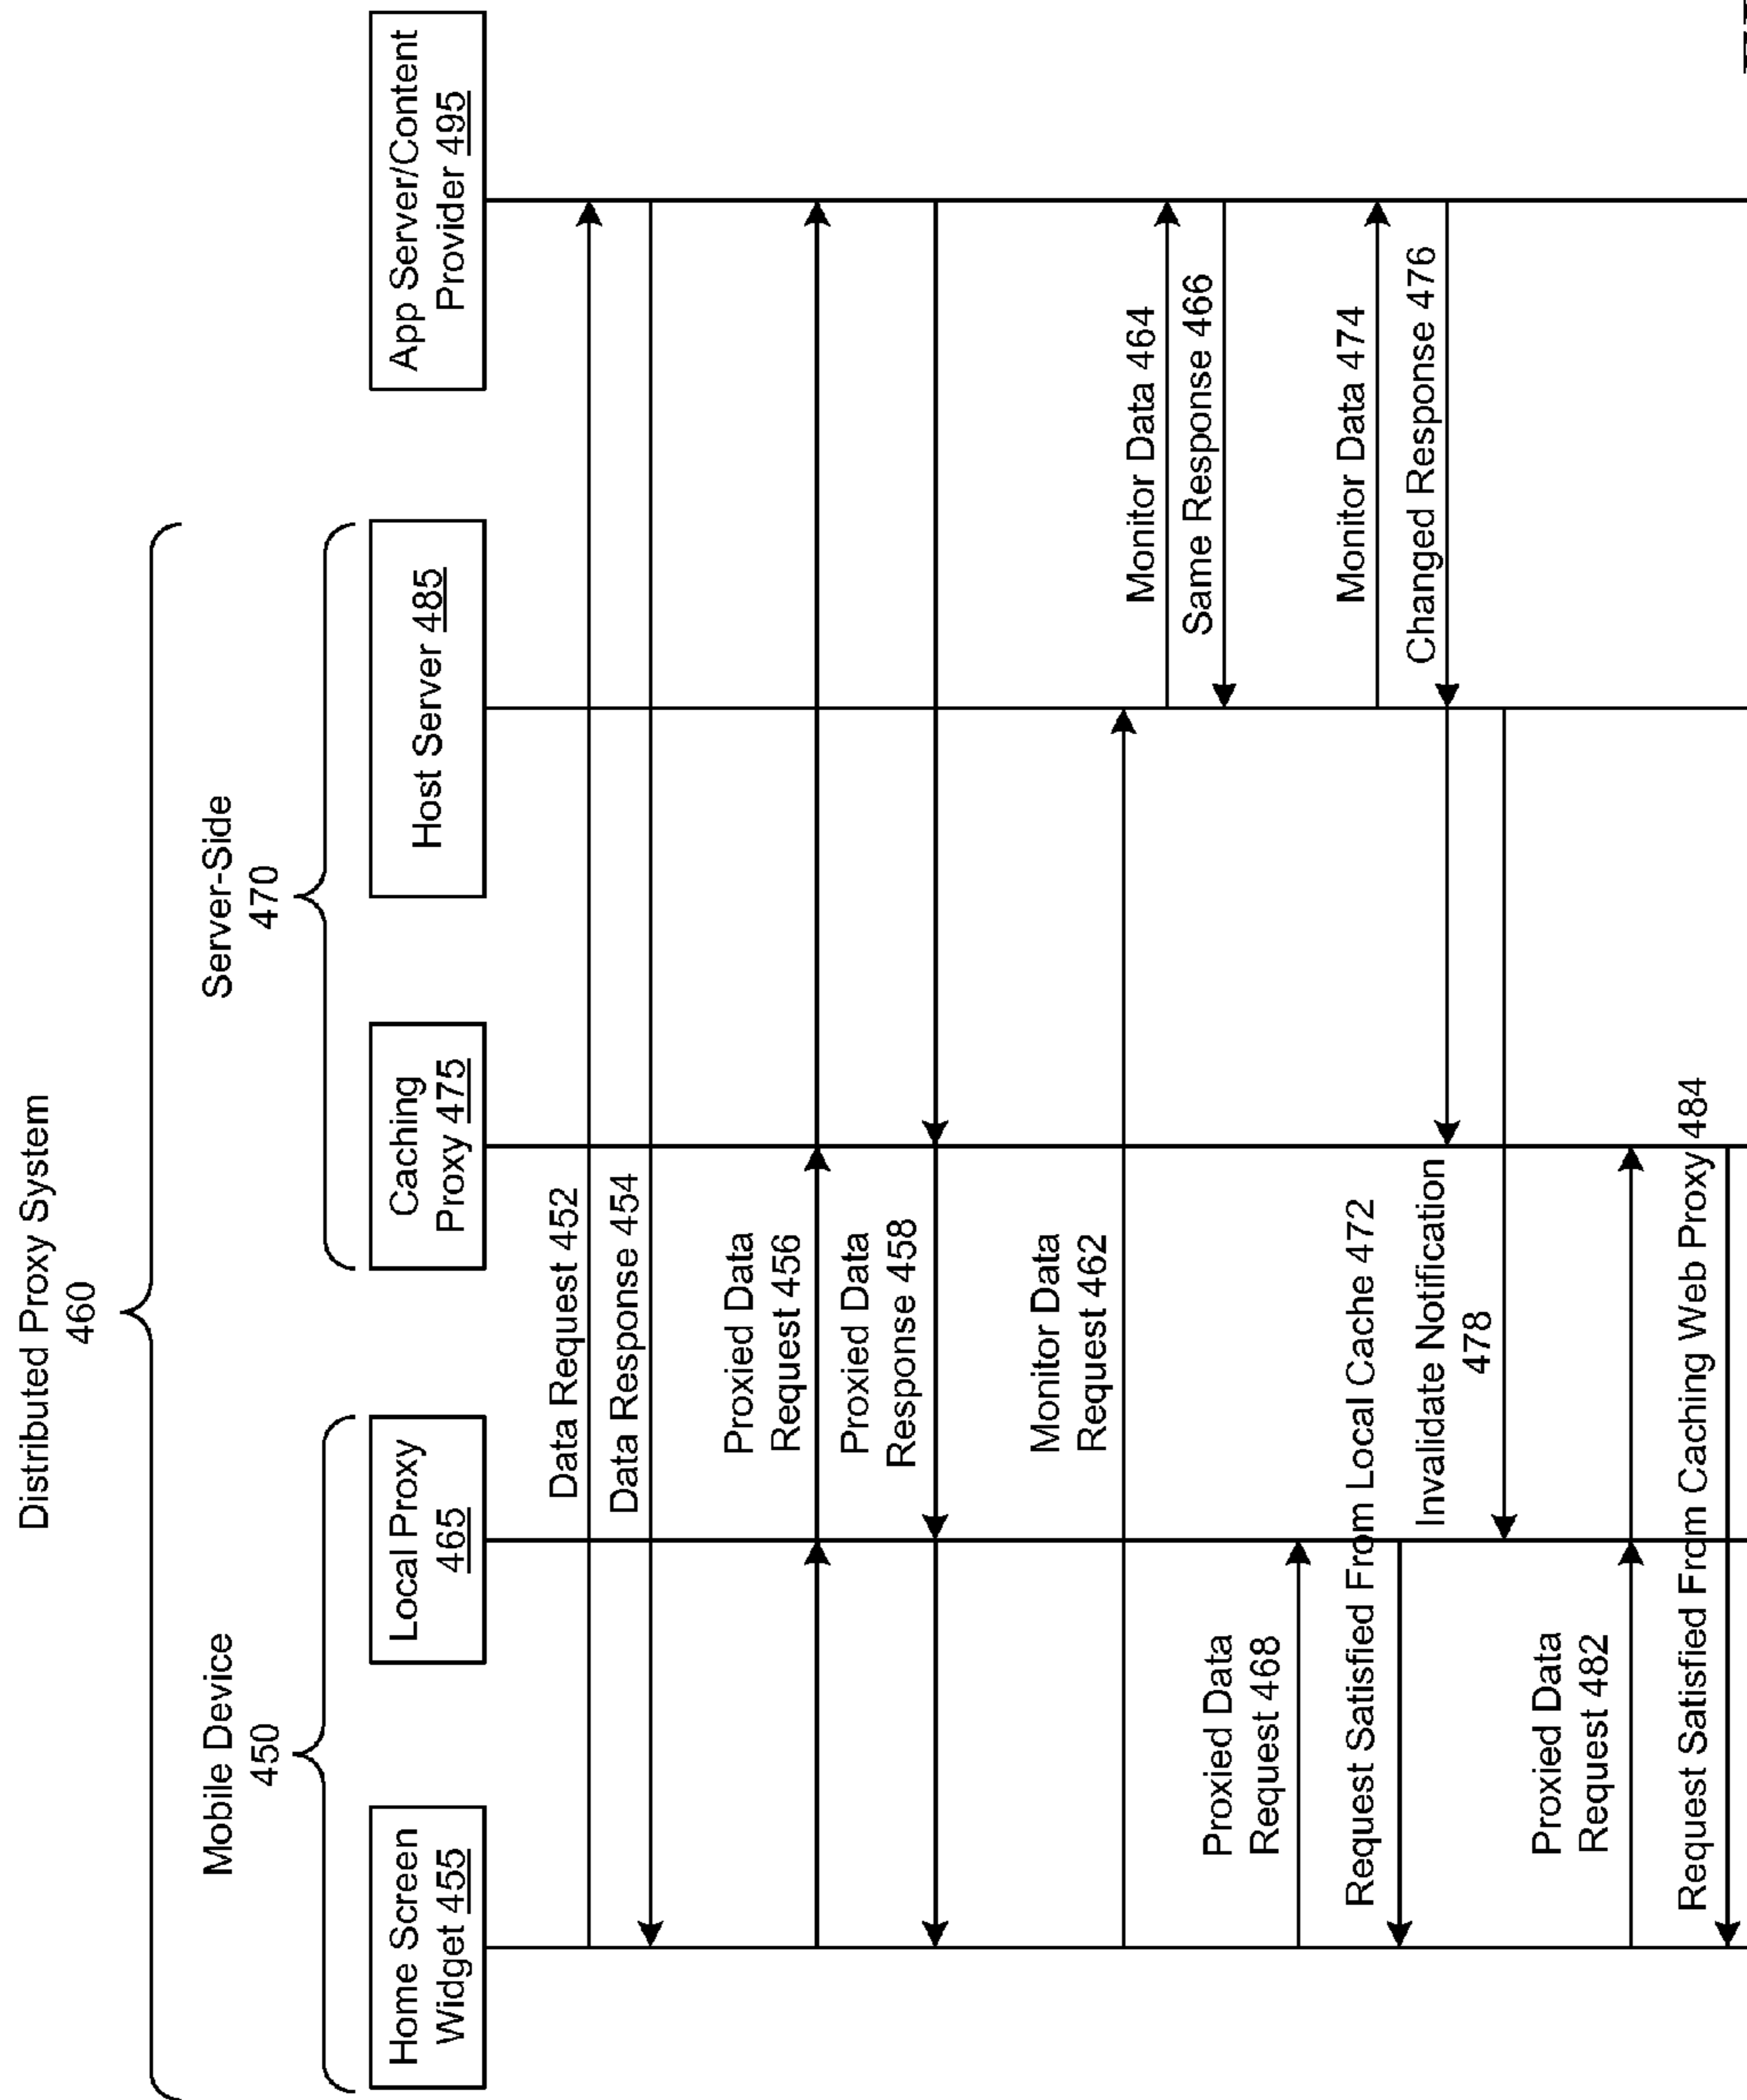 Distributed Proxy System
460
Mobile Device
450
Server-Side
470
Home Screen
Widget 455
Local Proxy
465
Caching
Proxy 475
Host Server 485
App Server/Content
Provider 495
Data Request 452
Data Response 454
Proxied Data
Request 456
Proxied Data
Response 458
Monitor Data
Request 462
Monitor Data 464
Same Response 466
Proxied Data
Request 468
Request Satisfied From Local Cache 472
Monitor Data 474
Changed Response 476
Invalidate Notification
478
Proxied Data
Request 482
Request Satisfied From Caching Web Proxy 484